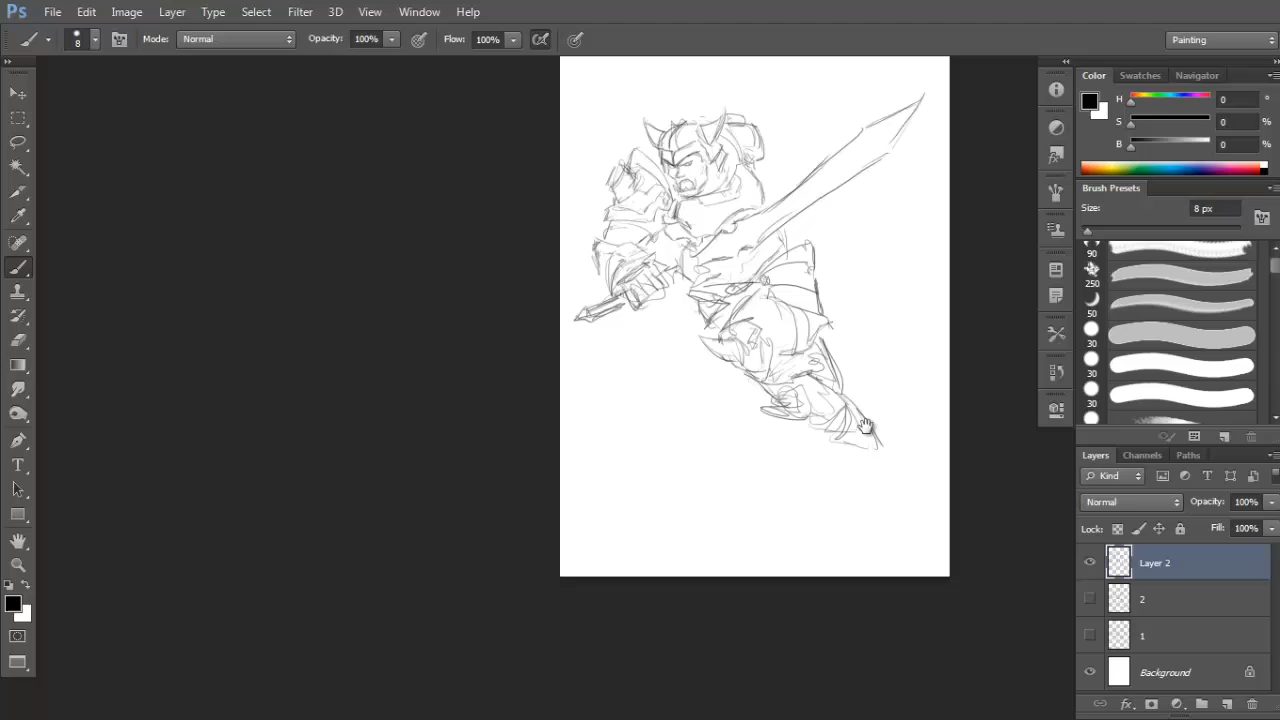 Ps File Edit Image Layer Type Select Filter 3D View Window Help
8 Mode: Normal Opacity: 100% Flow: 100% Painting
Color Swatches Navigator
H 0 °
S 0 %
B 0 %
Brush Presets
Size: 8 px
90
250
50
30
30
30
Layers Channels Paths
Kind
Normal Opacity: 100%
Lock: Fill: 100%
Layer 2
2
1
Background
fx